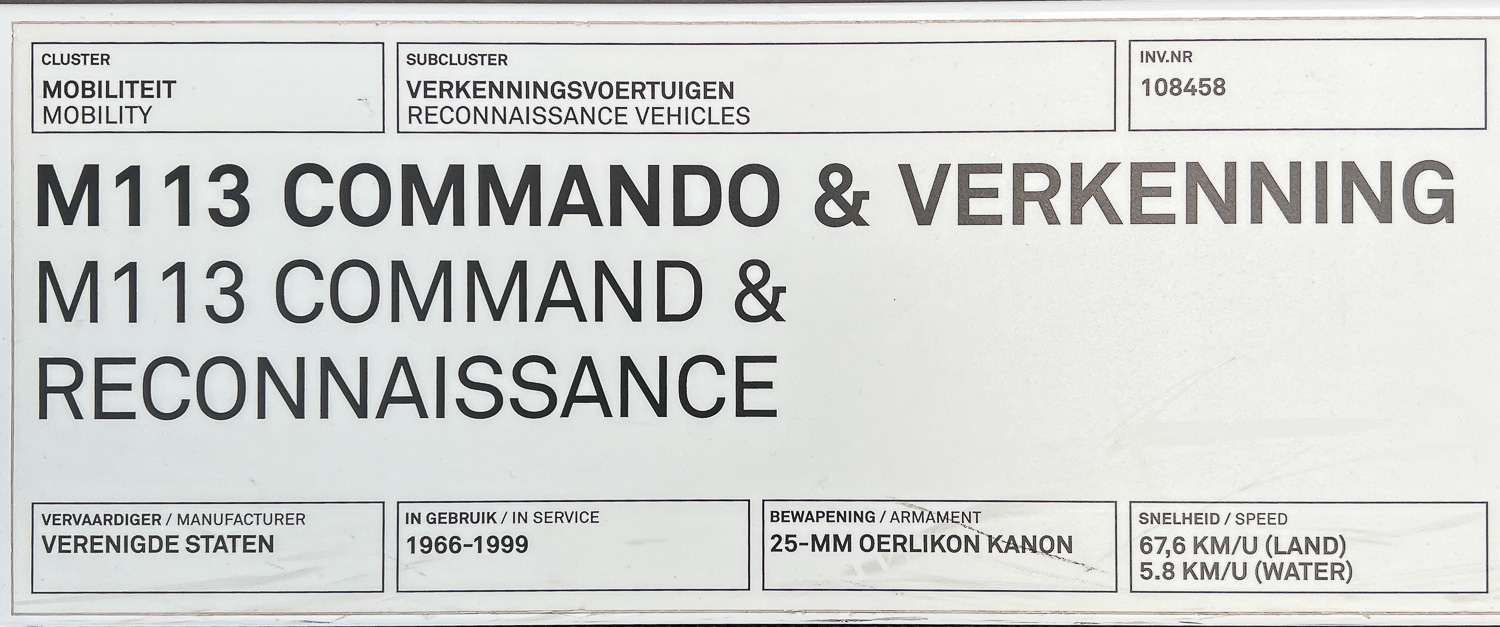 CLUSTER
MOBILITEIT
MOBILITY
SUBCLUSTER
VERKENNINGSVOERTUIGEN
RECONNAISSANCE VEHICLES
INV.NR
108458
M113 COMMANDO & VERKENNING
M113 COMMAND &
RECONNAISSANCE
VERVAARDIGER / MANUFACTURER
VERENIGDE STATEN
IN GEBRUIK / IN SERVICE
1966-1999
BEWAPENING / ARMAMENT
25-MM OERLIKON KANON
SNELHEID / SPEED
67,6 KM/U (LAND)
5.8 KM/U (WATER)